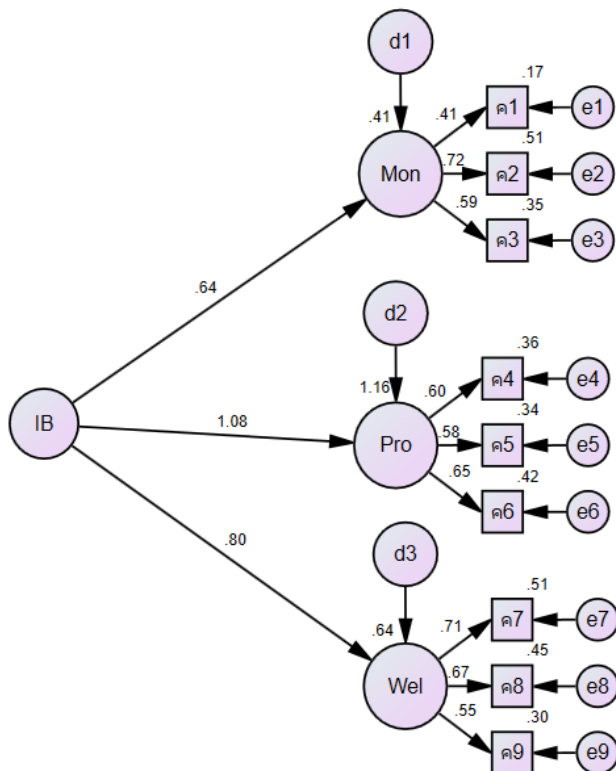 d1
.17
.41
.41
ค1
e1
.51
Mon
.72
ค2
e2
.59
.35
ค3
e3
.64
d2
.36
1.16
.60
ค4
e4
.34
IB
1.08
Pro
.58
ค5
e5
.65
.42
ค6
e6
.80
d3
.51
.64
.71
ค7
e7
.45
Wel
.67
ค8
e8
.55
.30
ค9
e9